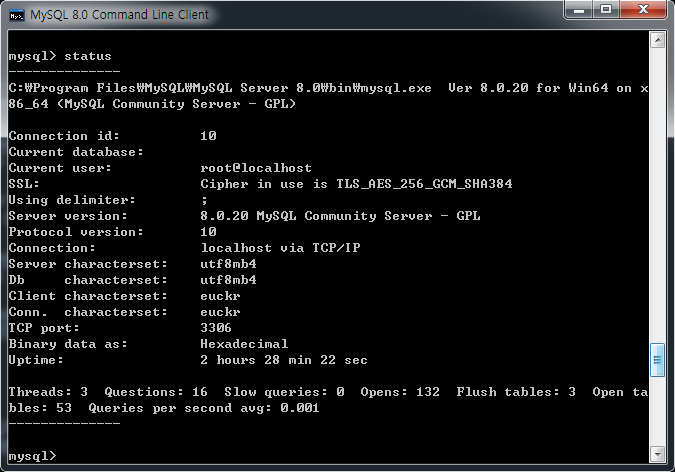 MySQL 8.0 Command Line Client
mysql> status
--------------
C:₩Program Files₩MySQL₩MySQL Server 8.0₩bin₩mysql.exe  Ver 8.0.20 for Win64 on x
86_64 (MySQL Community Server - GPL)
Connection id:          10
Current database:
Current user:           root@localhost
SSL:                    Cipher in use is TLS_AES_256_GCM_SHA384
Using delimiter:        ;
Server version:         8.0.20 MySQL Community Server - GPL
Protocol version:       10
Connection:             localhost via TCP/IP
Server characterset:    utf8mb4
Db     characterset:    utf8mb4
Client characterset:    euckr
Conn.  characterset:    euckr
TCP port:               3306
Binary data as:         Hexadecimal
Uptime:                 2 hours 28 min 22 sec
Threads: 3  Questions: 16  Slow queries: 0  Opens: 132  Flush tables: 3  Open ta
bles: 53  Queries per second avg: 0.001
--------------
mysql>